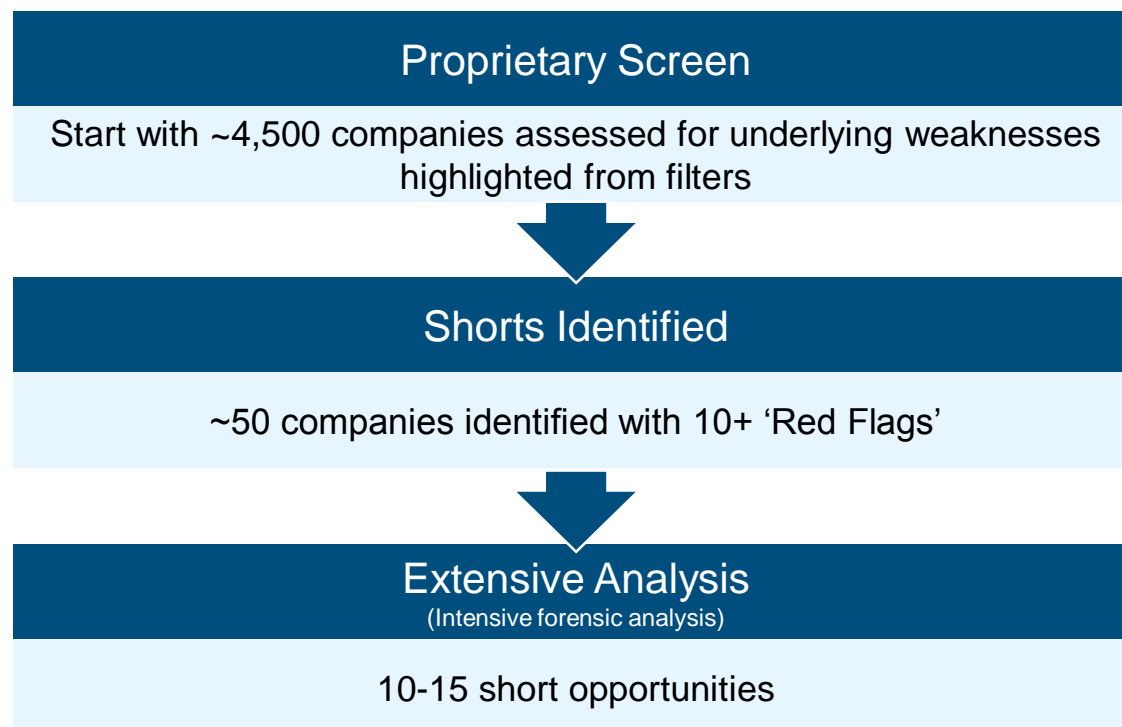 Proprietary Screen
Start with ~4,500 companies assessed for underlying weaknesses
highlighted from filters
Shorts Identified
~50 companies identified with 10+ ‘Red Flags’
Extensive Analysis
(Intensive forensic analysis)
10-15 short opportunities